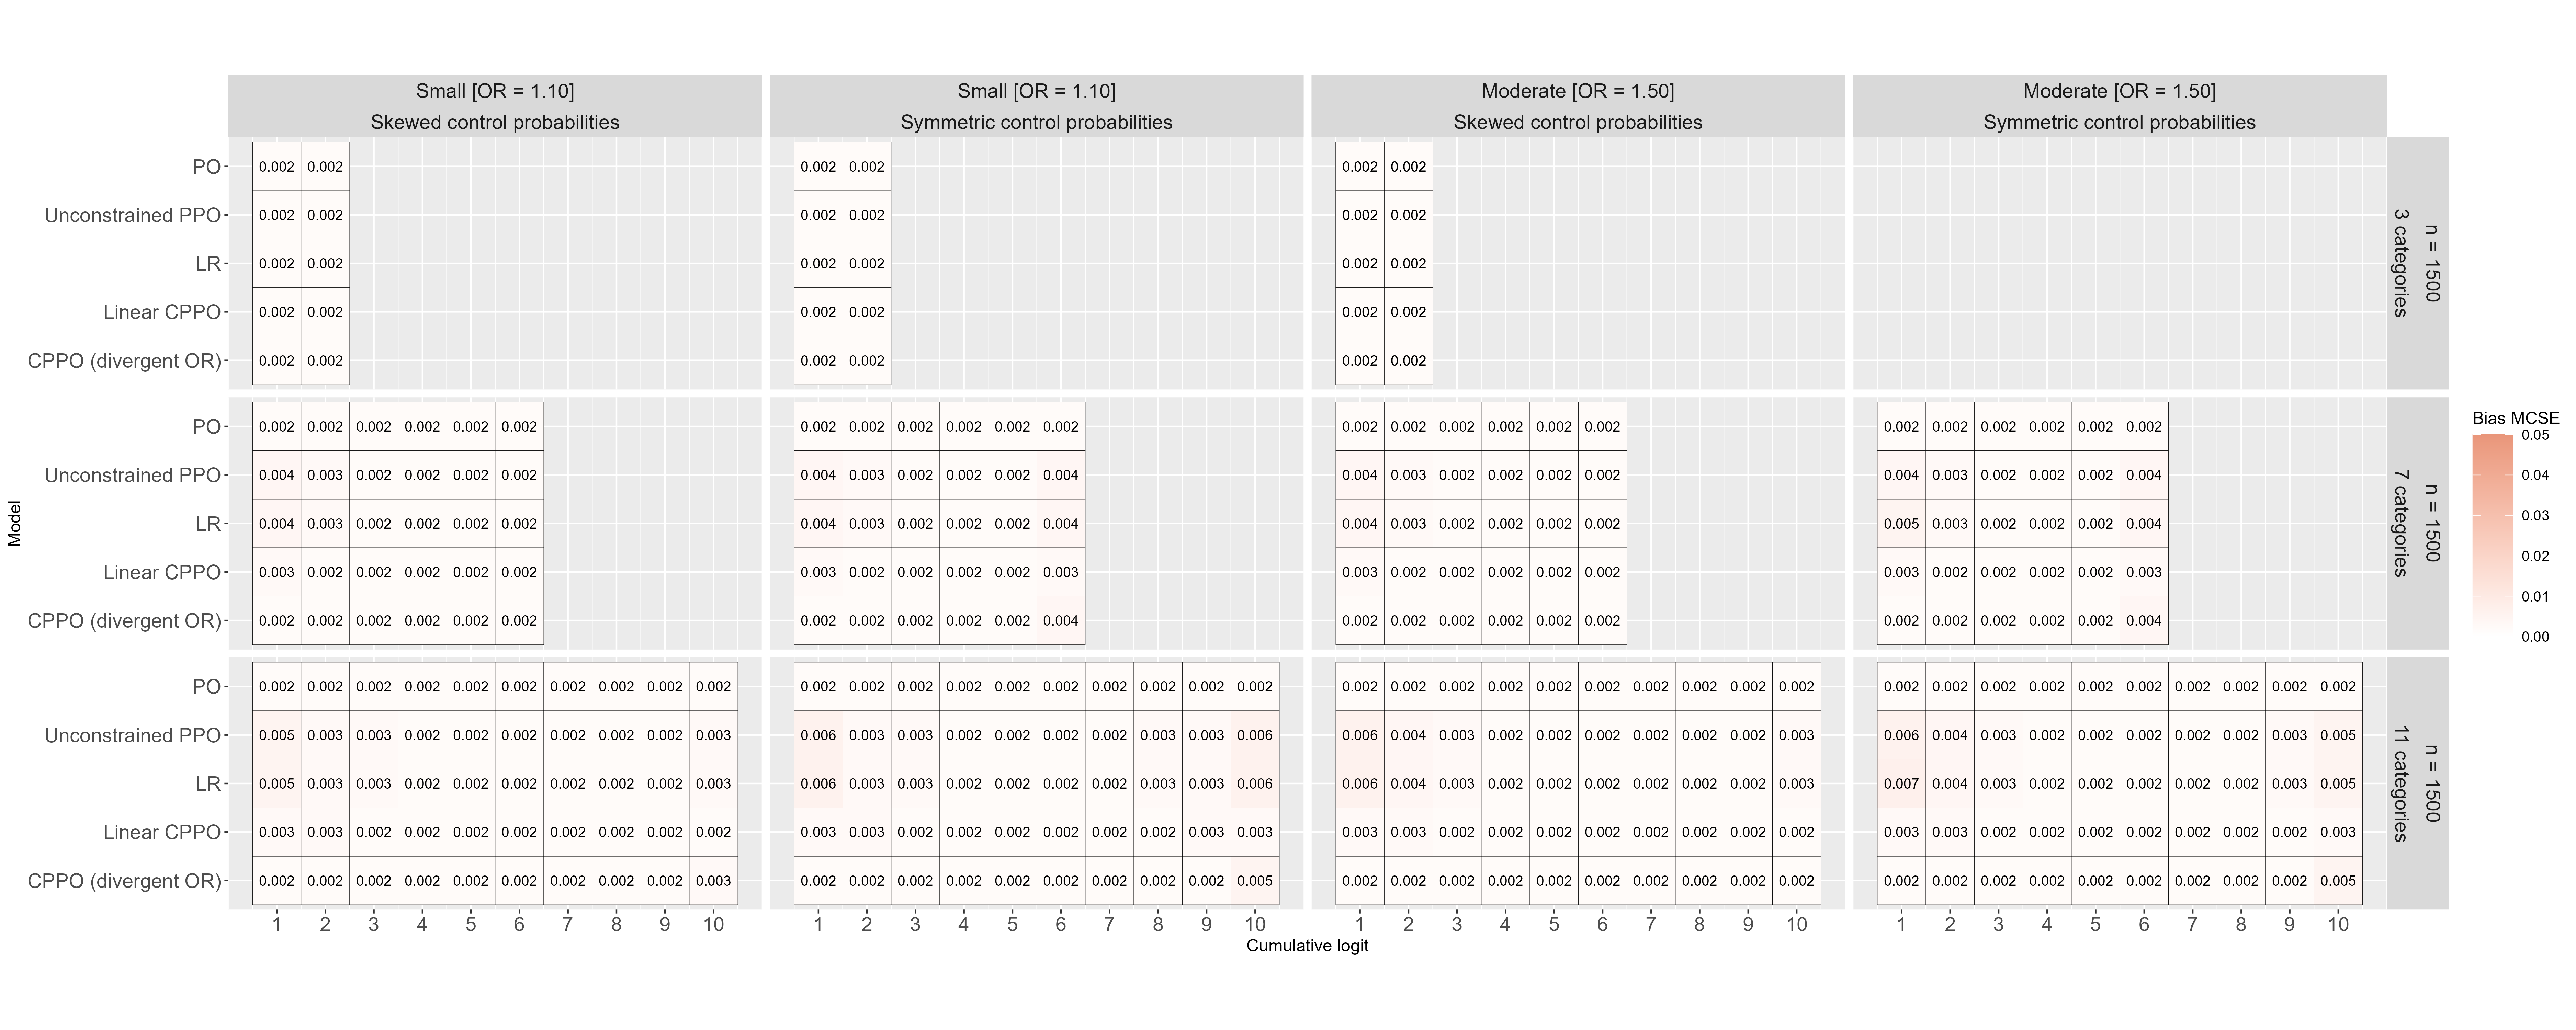 Small [OR = 1.10] Small [OR = 1.10] Moderate [OR = 1.50] Moderate [OR = 1.50]
Skewed control probabilities Symmetric control probabilities Skewed control probabilities Symmetric control probabilities
PO 0.002 0.002 0.002 0.002 0.002 0.002
Unconstrained PPO 0.002 0.002 0.002 0.002 0.002 0.002
LR 0.002 0.002 0.002 0.002 0.002 0.002
Linear CPPO 0.002 0.002 0.002 0.002 0.002 0.002
CPPO (divergent OR) 0.002 0.002 0.002 0.002 0.002 0.002
n = 1500
3 categories
PO 0.002 0.002 0.002 0.002 0.002 0.002 0.002 0.002 0.002 0.002 0.002 0.002 0.002 0.002 0.002 0.002 0.002 0.002 0.002 0.002 0.002 0.002 0.002 0.002
Unconstrained PPO 0.004 0.003 0.002 0.002 0.002 0.002 0.004 0.003 0.002 0.002 0.002 0.004 0.004 0.003 0.002 0.002 0.002 0.002 0.004 0.003 0.002 0.002 0.002 0.004
LR 0.004 0.003 0.002 0.002 0.002 0.002 0.004 0.003 0.002 0.002 0.002 0.004 0.004 0.003 0.002 0.002 0.002 0.002 0.005 0.003 0.002 0.002 0.002 0.004
Linear CPPO 0.003 0.002 0.002 0.002 0.002 0.002 0.003 0.002 0.002 0.002 0.002 0.003 0.003 0.002 0.002 0.002 0.002 0.002 0.003 0.002 0.002 0.002 0.002 0.003
CPPO (divergent OR) 0.002 0.002 0.002 0.002 0.002 0.002 0.002 0.002 0.002 0.002 0.002 0.004 0.002 0.002 0.002 0.002 0.002 0.002 0.002 0.002 0.002 0.002 0.002 0.004
n = 1500
7 categories
PO 0.002 0.002 0.002 0.002 0.002 0.002 0.002 0.002 0.002 0.002 0.002 0.002 0.002 0.002 0.002 0.002 0.002 0.002 0.002 0.002 0.002 0.002 0.002 0.002 0.002 0.002 0.002 0.002 0.002 0.002 0.002 0.002 0.002 0.002 0.002 0.002 0.002 0.002 0.002 0.002
Unconstrained PPO 0.005 0.003 0.003 0.002 0.002 0.002 0.002 0.002 0.002 0.003 0.006 0.003 0.003 0.002 0.002 0.002 0.002 0.003 0.003 0.006 0.006 0.004 0.003 0.002 0.002 0.002 0.002 0.002 0.002 0.003 0.006 0.004 0.003 0.002 0.002 0.002 0.002 0.002 0.003 0.005
LR 0.005 0.003 0.003 0.002 0.002 0.002 0.002 0.002 0.002 0.003 0.006 0.003 0.003 0.002 0.002 0.002 0.002 0.003 0.003 0.006 0.006 0.004 0.003 0.002 0.002 0.002 0.002 0.002 0.002 0.003 0.007 0.004 0.003 0.002 0.002 0.002 0.002 0.002 0.003 0.005
Linear CPPO 0.003 0.003 0.002 0.002 0.002 0.002 0.002 0.002 0.002 0.002 0.003 0.003 0.002 0.002 0.002 0.002 0.002 0.002 0.003 0.003 0.003 0.003 0.002 0.002 0.002 0.002 0.002 0.002 0.002 0.002 0.003 0.003 0.002 0.002 0.002 0.002 0.002 0.002 0.002 0.003
CPPO (divergent OR) 0.002 0.002 0.002 0.002 0.002 0.002 0.002 0.002 0.002 0.003 0.002 0.002 0.002 0.002 0.002 0.002 0.002 0.002 0.002 0.005 0.002 0.002 0.002 0.002 0.002 0.002 0.002 0.002 0.002 0.002 0.002 0.002 0.002 0.002 0.002 0.002 0.002 0.002 0.002 0.005
n = 1500
11 categories
1 2 3 4 5 6 7 8 9 10 1 2 3 4 5 6 7 8 9 10 1 2 3 4 5 6 7 8 9 10 1 2 3 4 5 6 7 8 9 10
Cumulative logit
Model
Bias MCSE
0.05
0.04
0.03
0.02
0.01
0.00